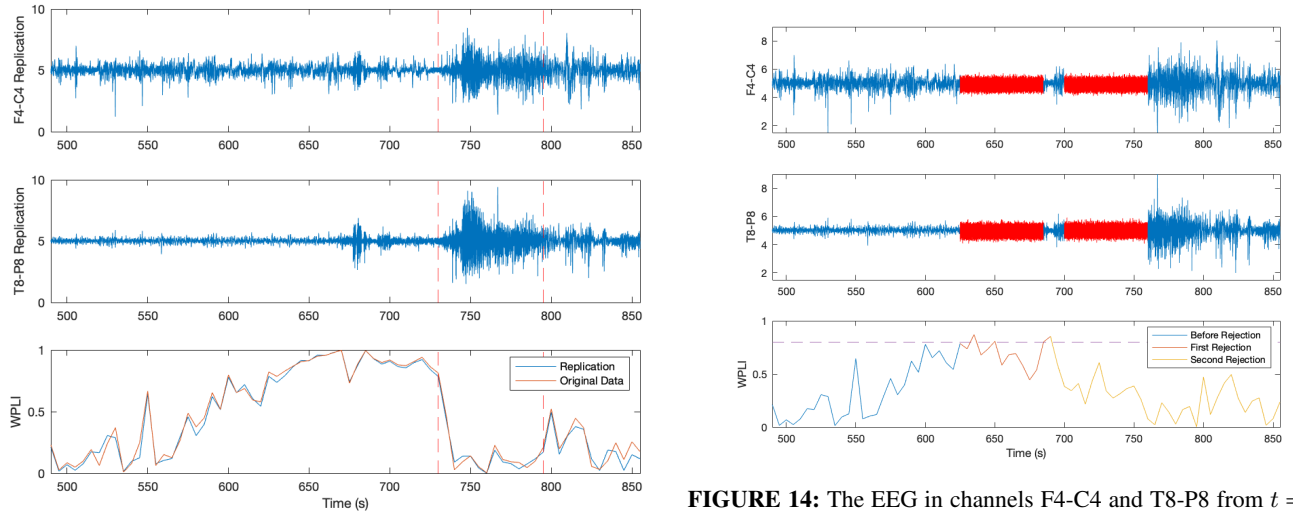 F4-C4 Replication
10
5
0
500 550 600 650 700 750 800 850
T8-P8 Replication
10
5
0
500 550 600 650 700 750 800 850
WPLI
1
0.5
0
Replication
Original Data
500 550 600 650 700 750 800 850
Time (s)
F4-C4
8
6
4
2
500 550 600 650 700 750 800 850
T8-P8
8
6
4
2
500 550 600 650 700 750 800 850
WPLI
1
0.5
0
Before Rejection
First Rejection
Second Rejection
500 550 600 650 700 750 800 850
Time (s)
FIGURE 14: The EEG in channels F4-C4 and T8-P8 from t =